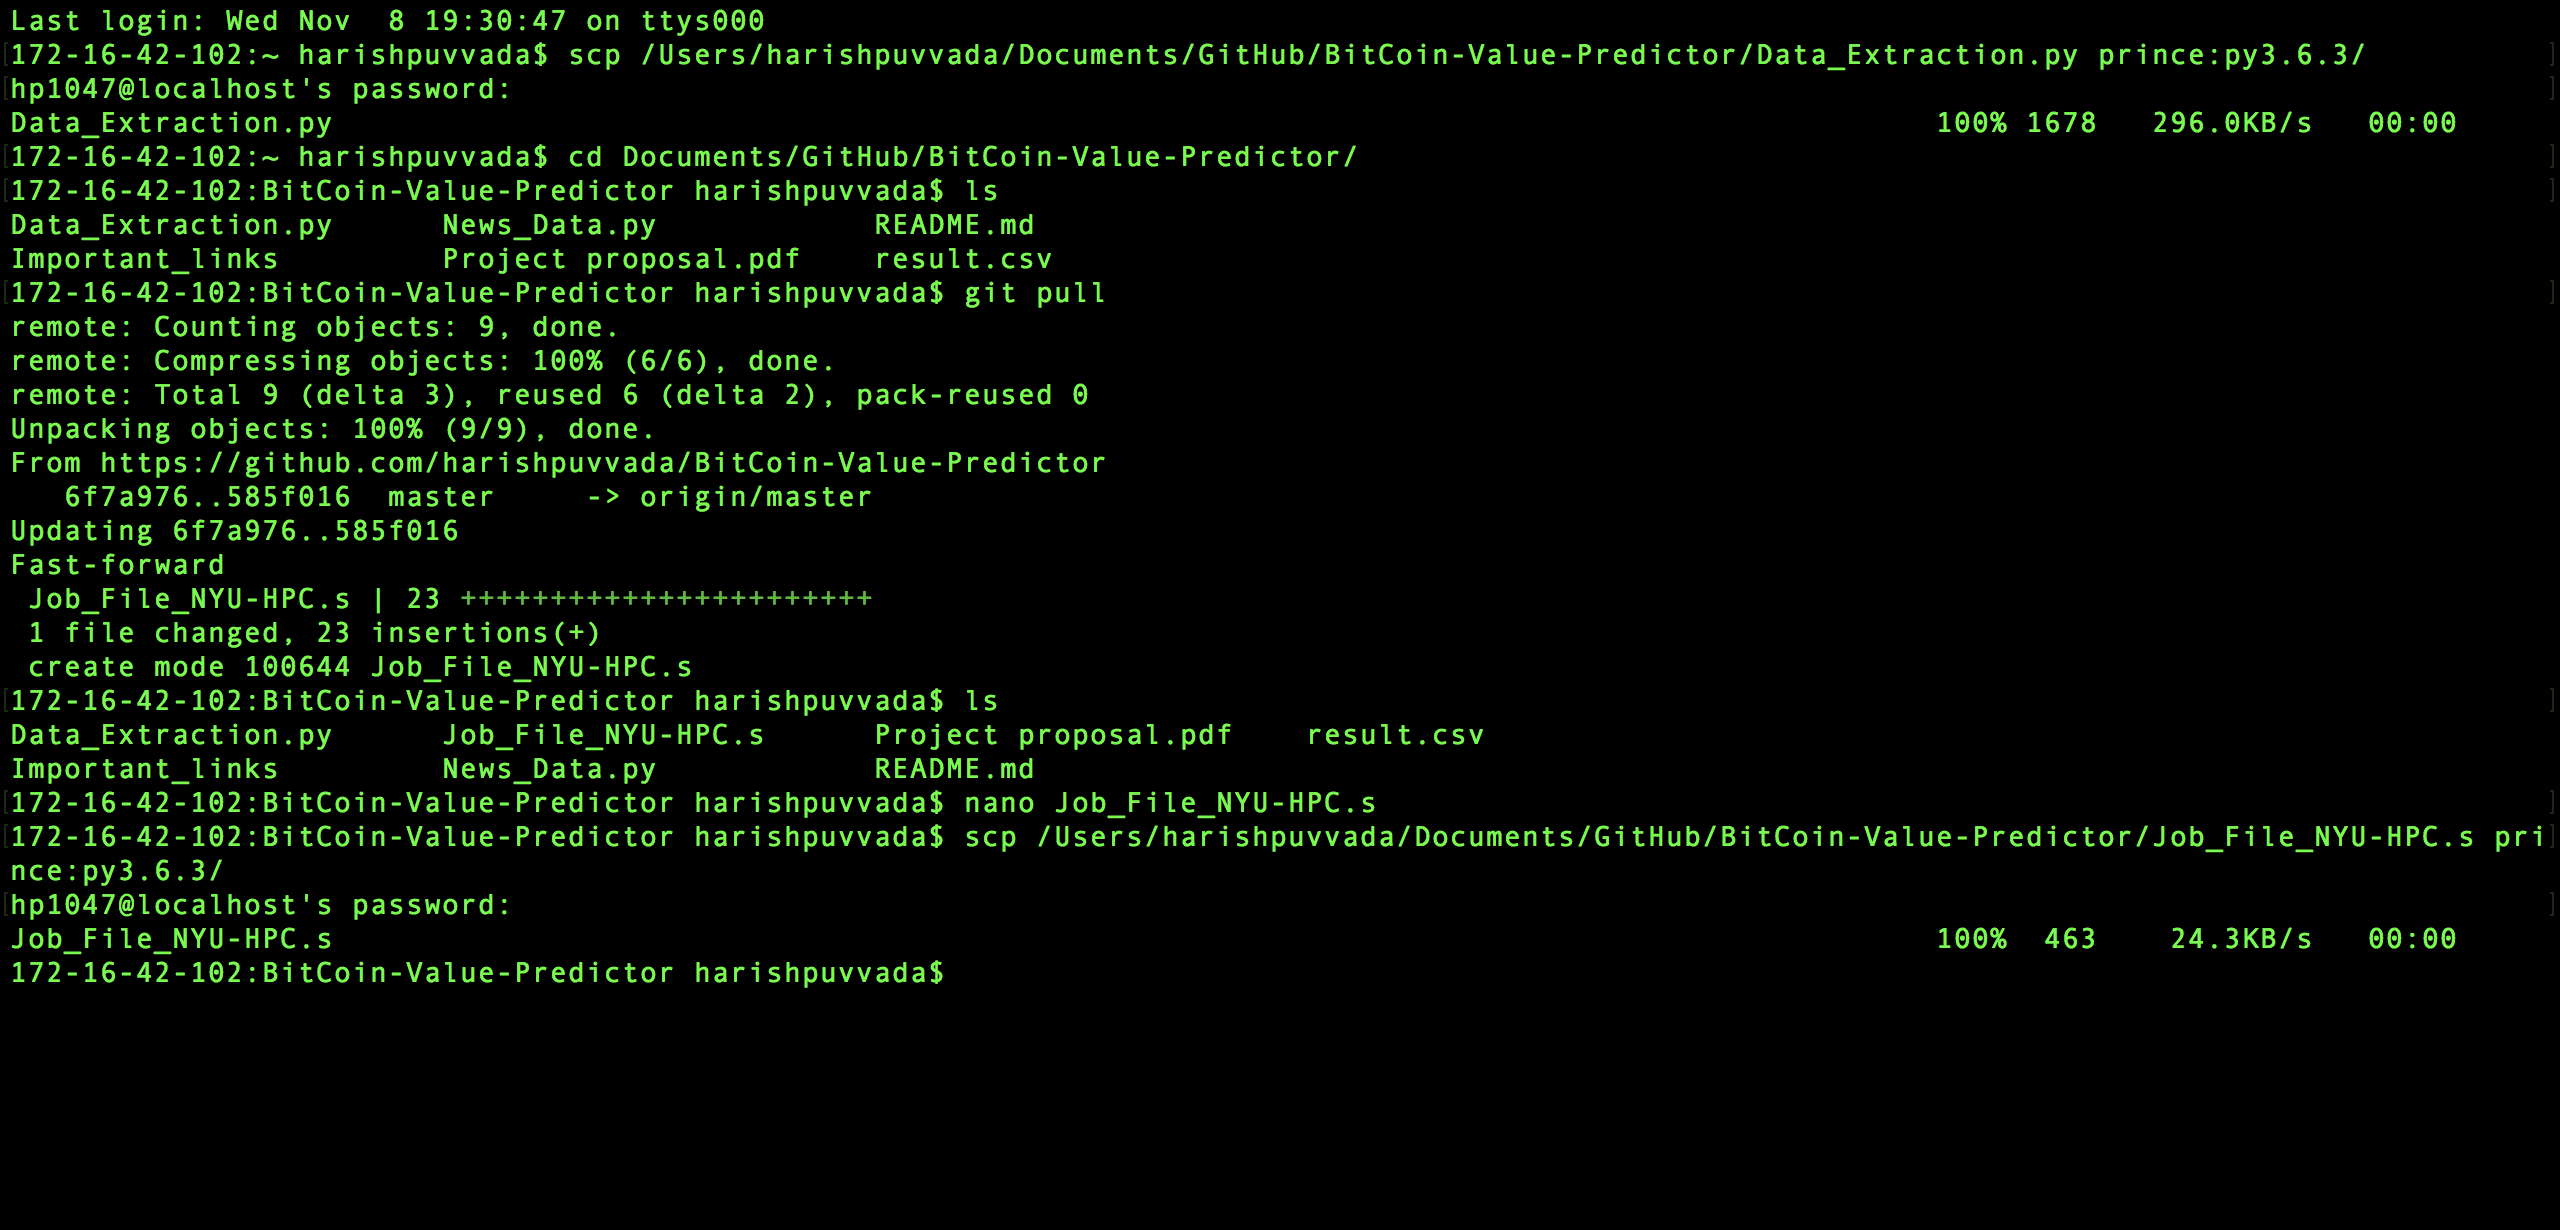 Last login: Wed Nov  8 19:30:47 on ttys000
[172-16-42-102:~ harishpuvvada$ scp /Users/harishpuvvada/Documents/GitHub/BitCoin-Value-Predictor/Data_Extraction.py prince:py3.6.3/ ]
[hp1047@localhost's password: ]
Data_Extraction.py 100% 1678 296.0KB/s 00:00
[172-16-42-102:~ harishpuvvada$ cd Documents/GitHub/BitCoin-Value-Predictor/ ]
[172-16-42-102:BitCoin-Value-Predictor harishpuvvada$ ls ]
Data_Extraction.py News_Data.py README.md
Important_links Project proposal.pdf result.csv
[172-16-42-102:BitCoin-Value-Predictor harishpuvvada$ git pull ]
remote: Counting objects: 9, done.
remote: Compressing objects: 100% (6/6), done.
remote: Total 9 (delta 3), reused 6 (delta 2), pack-reused 0
Unpacking objects: 100% (9/9), done.
From https://github.com/harishpuvvada/BitCoin-Value-Predictor
   6f7a976..585f016  master     -> origin/master
Updating 6f7a976..585f016
Fast-forward
 Job_File_NYU-HPC.s | 23 +++++++++++++++++++++++
 1 file changed, 23 insertions(+)
 create mode 100644 Job_File_NYU-HPC.s
[172-16-42-102:BitCoin-Value-Predictor harishpuvvada$ ls ]
Data_Extraction.py Job_File_NYU-HPC.s Project proposal.pdf result.csv
Important_links News_Data.py README.md
[172-16-42-102:BitCoin-Value-Predictor harishpuvvada$ nano Job_File_NYU-HPC.s ]
[172-16-42-102:BitCoin-Value-Predictor harishpuvvada$ scp /Users/harishpuvvada/Documents/GitHub/BitCoin-Value-Predictor/Job_File_NYU-HPC.s pri]
nce:py3.6.3/
[hp1047@localhost's password: ]
Job_File_NYU-HPC.s 100% 463 24.3KB/s 00:00
172-16-42-102:BitCoin-Value-Predictor harishpuvvada$